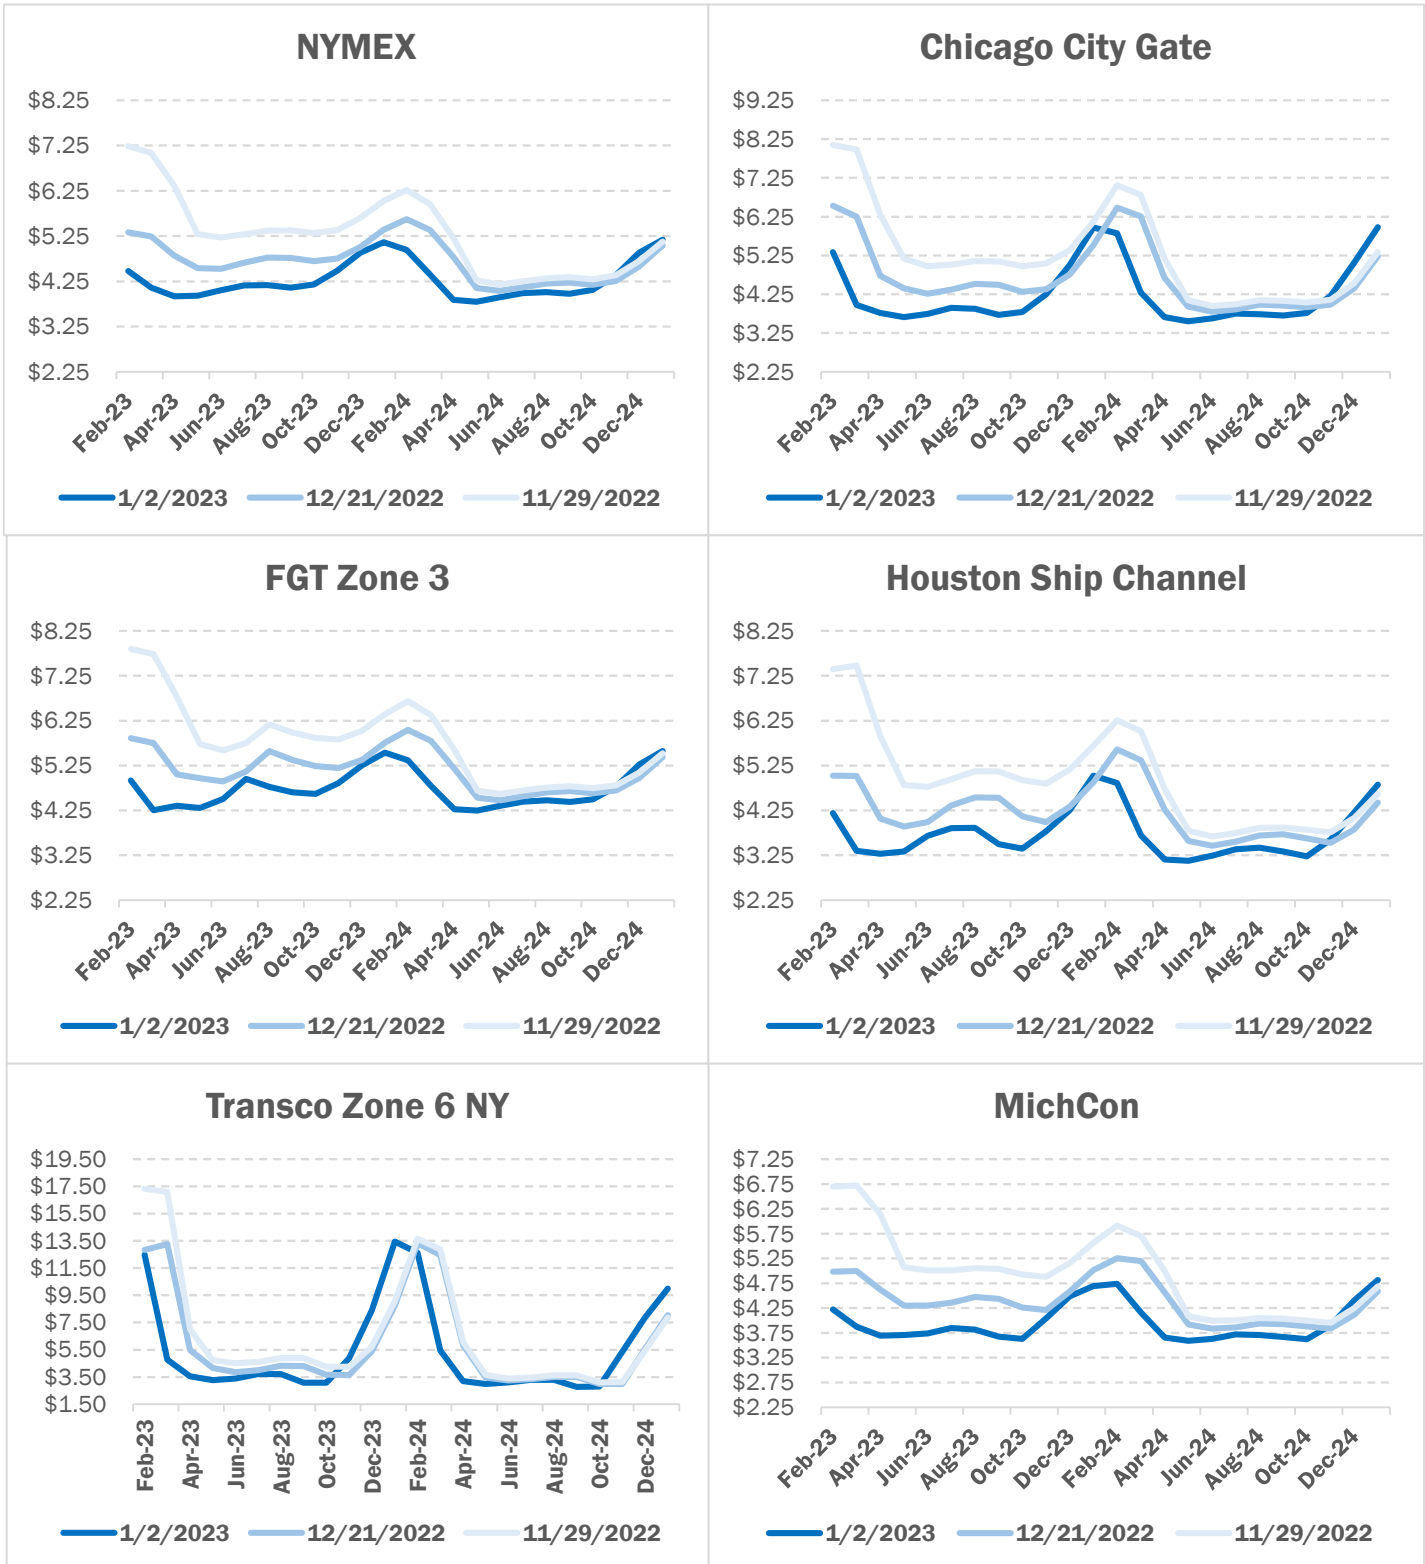 NYMEX
$8.25
$7.25
$6.25
$5.25
$4.25
$3.25
$2.25
Feb-23 Apr-23 Jun-23 Aug-23 Oct-23 Dec-23 Feb-24 Apr-24 Jun-24 Aug-24 Oct-24 Dec-24
1/2/2023 12/21/2022 11/29/2022
Chicago City Gate
$9.25
$8.25
$7.25
$6.25
$5.25
$4.25
$3.25
$2.25
Feb-23 Apr-23 Jun-23 Aug-23 Oct-23 Dec-23 Feb-24 Apr-24 Jun-24 Aug-24 Oct-24 Dec-24
1/2/2023 12/21/2022 11/29/2022
FGT Zone 3
$8.25
$7.25
$6.25
$5.25
$4.25
$3.25
$2.25
Feb-23 Apr-23 Jun-23 Aug-23 Oct-23 Dec-23 Feb-24 Apr-24 Jun-24 Aug-24 Oct-24 Dec-24
1/2/2023 12/21/2022 11/29/2022
Houston Ship Channel
$8.25
$7.25
$6.25
$5.25
$4.25
$3.25
$2.25
Feb-23 Apr-23 Jun-23 Aug-23 Oct-23 Dec-23 Feb-24 Apr-24 Jun-24 Aug-24 Oct-24 Dec-24
1/2/2023 12/21/2022 11/29/2022
Transco Zone 6 NY
$19.50
$17.50
$15.50
$13.50
$11.50
$9.50
$7.50
$5.50
$3.50
$1.50
Feb-23 Apr-23 Jun-23 Aug-23 Oct-23 Dec-23 Feb-24 Apr-24 Jun-24 Aug-24 Oct-24 Dec-24
1/2/2023 12/21/2022 11/29/2022
MichCon
$7.25
$6.75
$6.25
$5.75
$5.25
$4.75
$4.25
$3.75
$3.25
$2.75
$2.25
Feb-23 Apr-23 Jun-23 Aug-23 Oct-23 Dec-23 Feb-24 Apr-24 Jun-24 Aug-24 Oct-24 Dec-24
1/2/2023 12/21/2022 11/29/2022